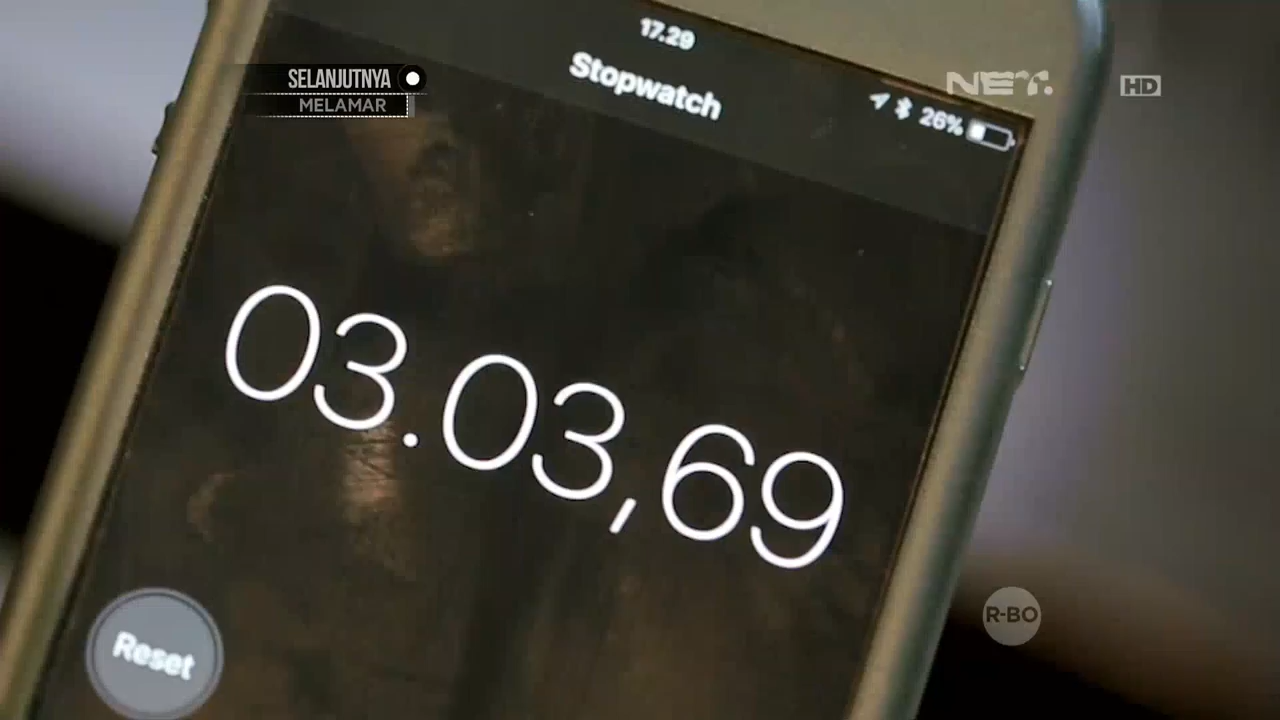 17.29
Stopwatch
26%
SELANJUTNYA
MELAMAR
NET.
HD
03.03,69
Reset
R-BO